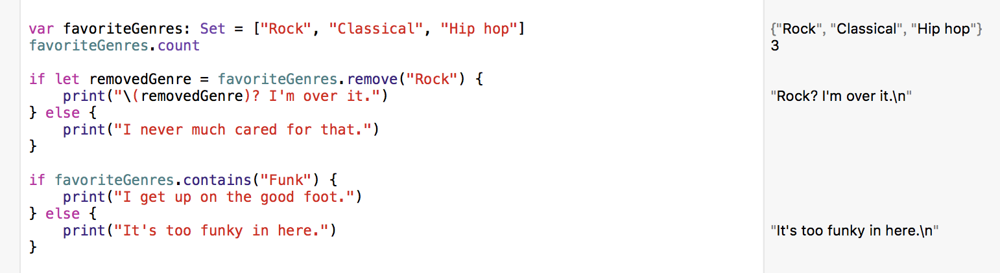 var favoriteGenres: Set = ["Rock", "Classical", "Hip hop"]
{"Rock", "Classical", "Hip hop"}
favoriteGenres.count
3
if let removedGenre = favoriteGenres.remove("Rock") {
print("\(removedGenre)? I'm over it.")
"Rock? I'm over it.\n"
} else {
print("I never much cared for that.")
}
if favoriteGenres.contains("Funk") {
print("I get up on the good foot.")
} else {
print("It's too funky in here.")
"It's too funky in here.\n"
}